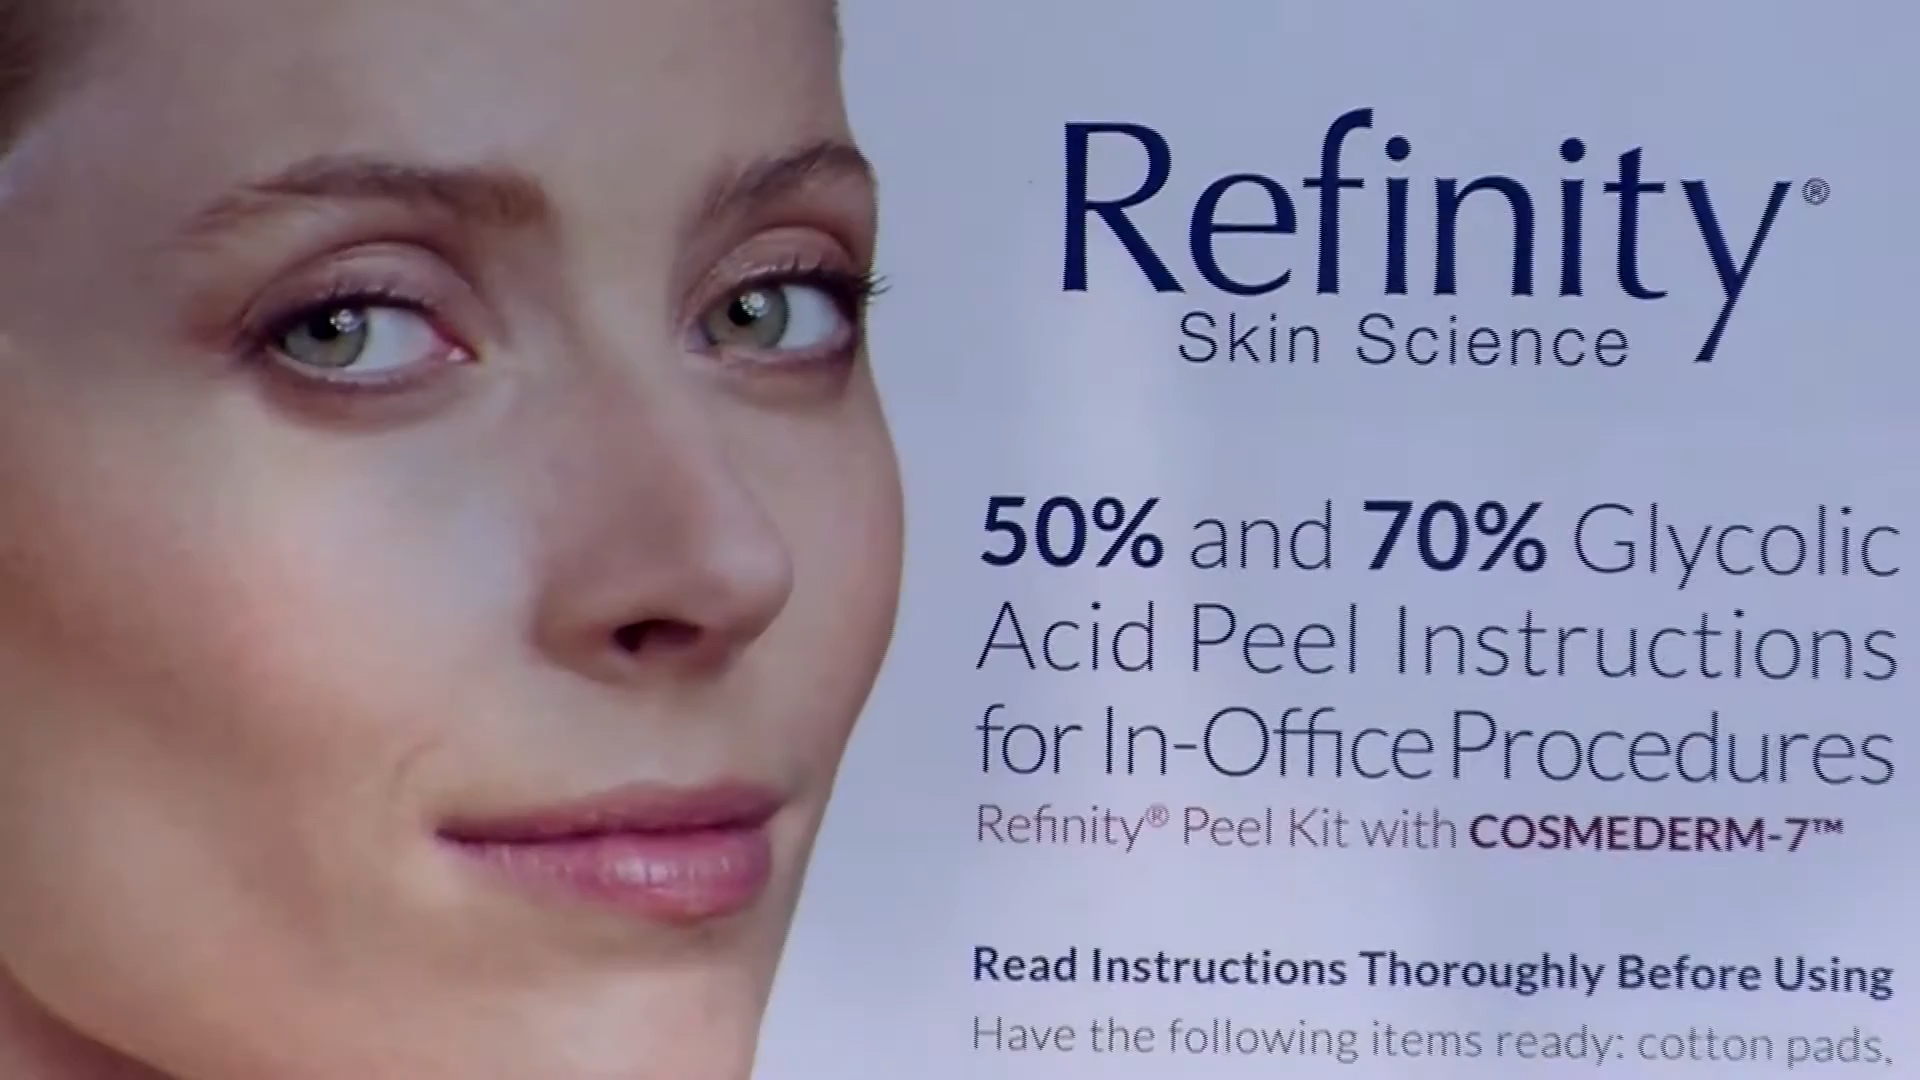 Refinity®
Skin Science
50% and 70% Glycolic
Acid Peel Instructions
for In-Office Procedures
Refinity® Peel Kit with COSMEDERM-7™
Read Instructions Thoroughly Before Using
Have the following items ready: cotton pads,